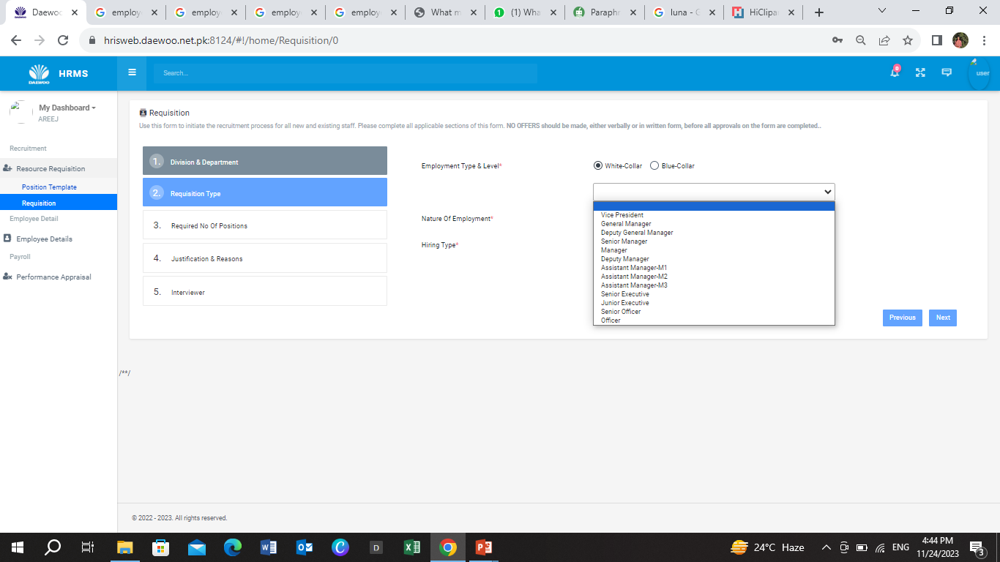 Daewoo
employ
employ
employ
employ
What m
(1) Wha
Paraphr
luna - G
HiClipa
hrisweb.daewoo.net.pk:8124/#!/home/Requisition/0
DAEWOO
HRMS
Search...
0
user
My Dashboard
AREEJ
Recruitment
Resource Requisition
Position Template
Requisition
Employee Detail
Employee Details
Payroll
Performance Appraisal
Requisition
Use this form to initiate the recruitment process for all new and existing staff. Please complete all applicable sections of this form. NO OFFERS should be made, either verbally or in written form, before all approvals on the form are completed..
1. Division & Department
2. Requisition Type
3. Required No Of Positions
4. Justification & Reasons
5. Interviewer
Employment Type & Level*
White-Collar Blue-Collar
Vice President
General Manager
Deputy General Manager
Senior Manager
Manager
Deputy Manager
Assistant Manager-M1
Assistant Manager-M2
Assistant Manager-M3
Senior Executive
Junior Executive
Senior Officer
Officer
Nature Of Employment*
Hiring Type*
Previous Next
/**/
© 2022 - 2023. All rights reserved.
24°C Haze
ENG
4:44 PM
11/24/2023
3